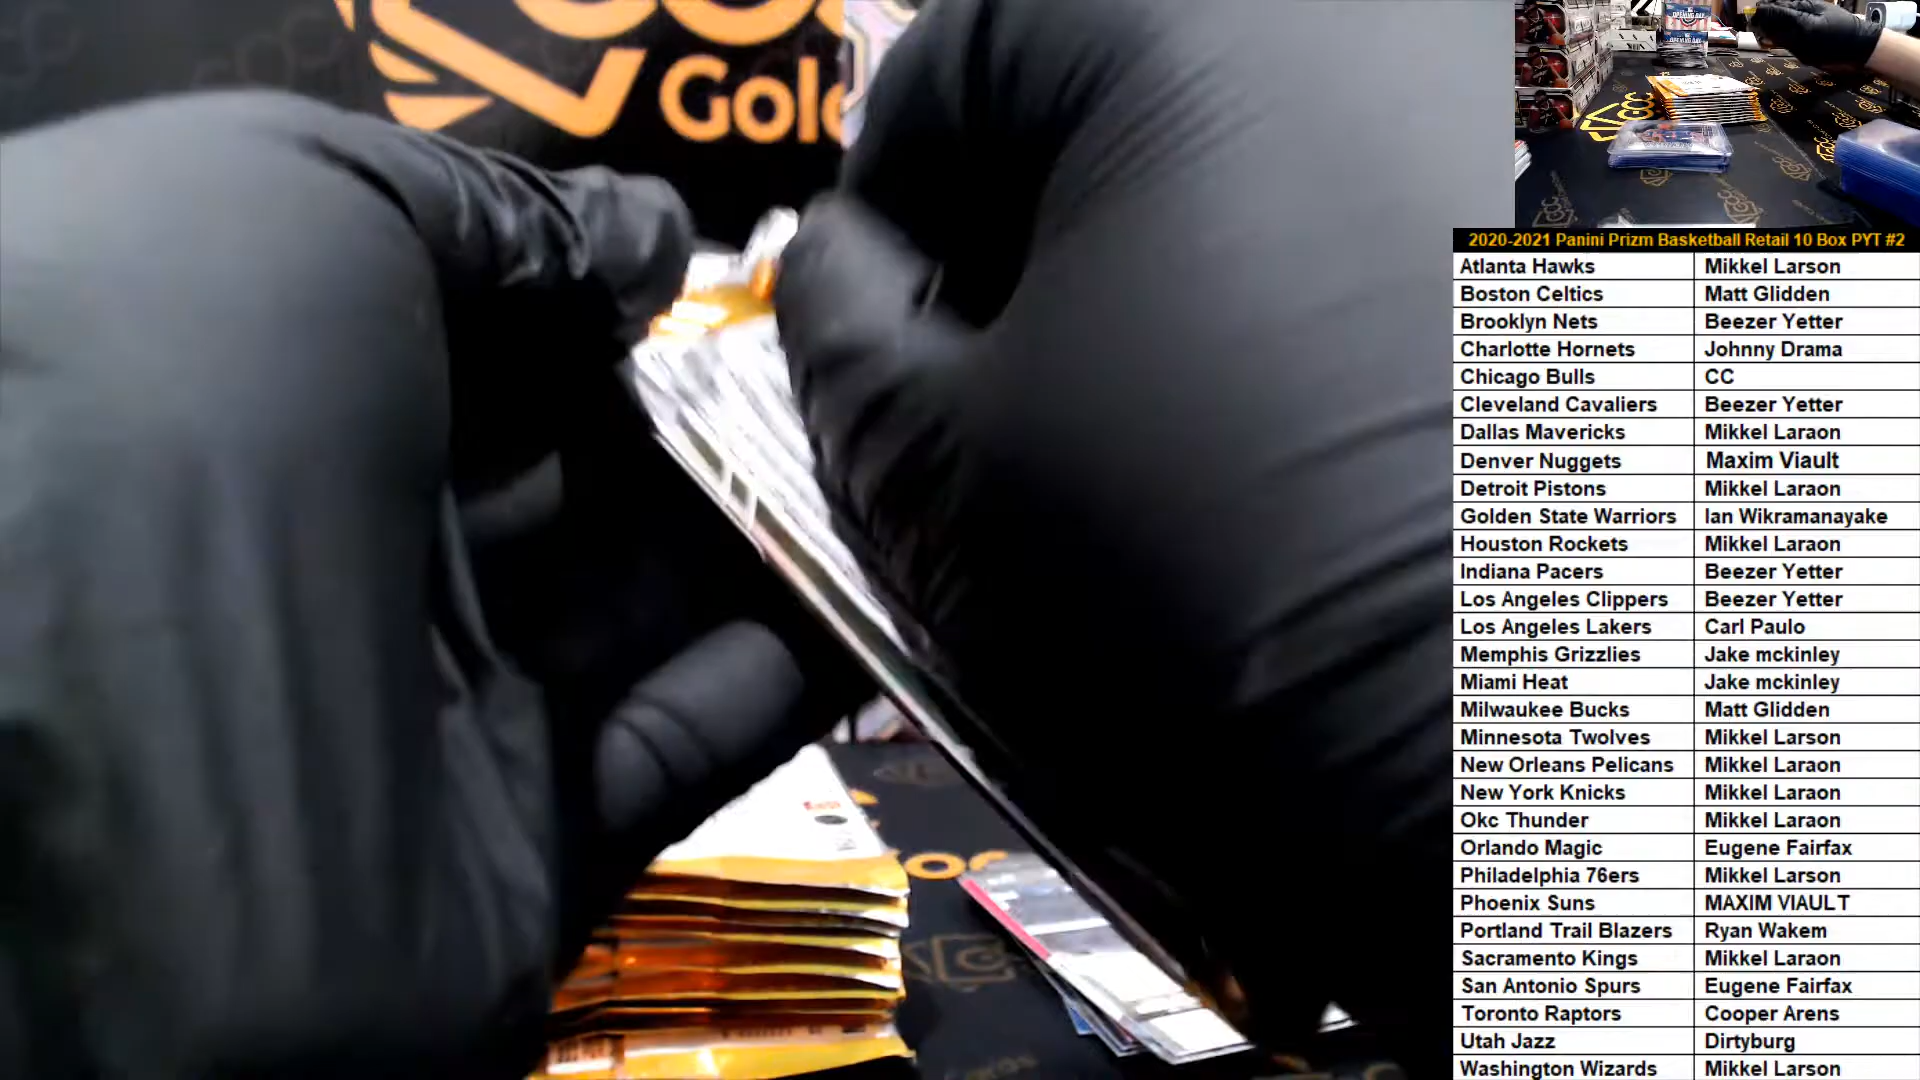 Gold
OPENING DAY
2020-2021 Panini Prizm Basketball Retail 10 Box PYT #2
Atlanta Hawks Mikkel Larson
Boston Celtics Matt Glidden
Brooklyn Nets Beezer Yetter
Charlotte Hornets Johnny Drama
Chicago Bulls CC
Cleveland Cavaliers Beezer Yetter
Dallas Mavericks Mikkel Laraon
Denver Nuggets Maxim Viault
Detroit Pistons Mikkel Laraon
Golden State Warriors Ian Wikramanayake
Houston Rockets Mikkel Laraon
Indiana Pacers Beezer Yetter
Los Angeles Clippers Beezer Yetter
Los Angeles Lakers Carl Paulo
Memphis Grizzlies Jake mckinley
Miami Heat Jake mckinley
Milwaukee Bucks Matt Glidden
Minnesota Twolves Mikkel Larson
New Orleans Pelicans Mikkel Laraon
New York Knicks Mikkel Laraon
Okc Thunder Mikkel Laraon
Orlando Magic Eugene Fairfax
Philadelphia 76ers Mikkel Larson
Phoenix Suns MAXIM VIAULT
Portland Trail Blazers Ryan Wakem
Sacramento Kings Mikkel Laraon
San Antonio Spurs Eugene Fairfax
Toronto Raptors Cooper Arens
Utah Jazz Dirtyburg
Washington Wizards Mikkel Larson